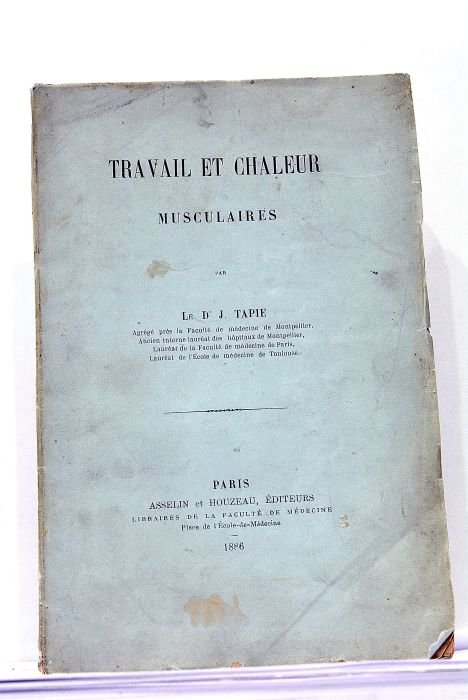 TRAVAIL ET CHALEUR
MUSCULAIRES
PAR
LE Dr J. TAPIE
Agrégé près la Faculté de médecine de Montpellier,
Ancien interne lauréat des hôpitaux de Montpellier,
Lauréat de la Faculté de médecine de Paris,
Lauréat de l'École de médecine de Toulouse.
PARIS
ASSELIN et HOUZEAU, ÉDITEURS
LIBRAIRES DE LA FACULTÉ DE MÉDECINE
Place de l'École-de-Médecine.
1886